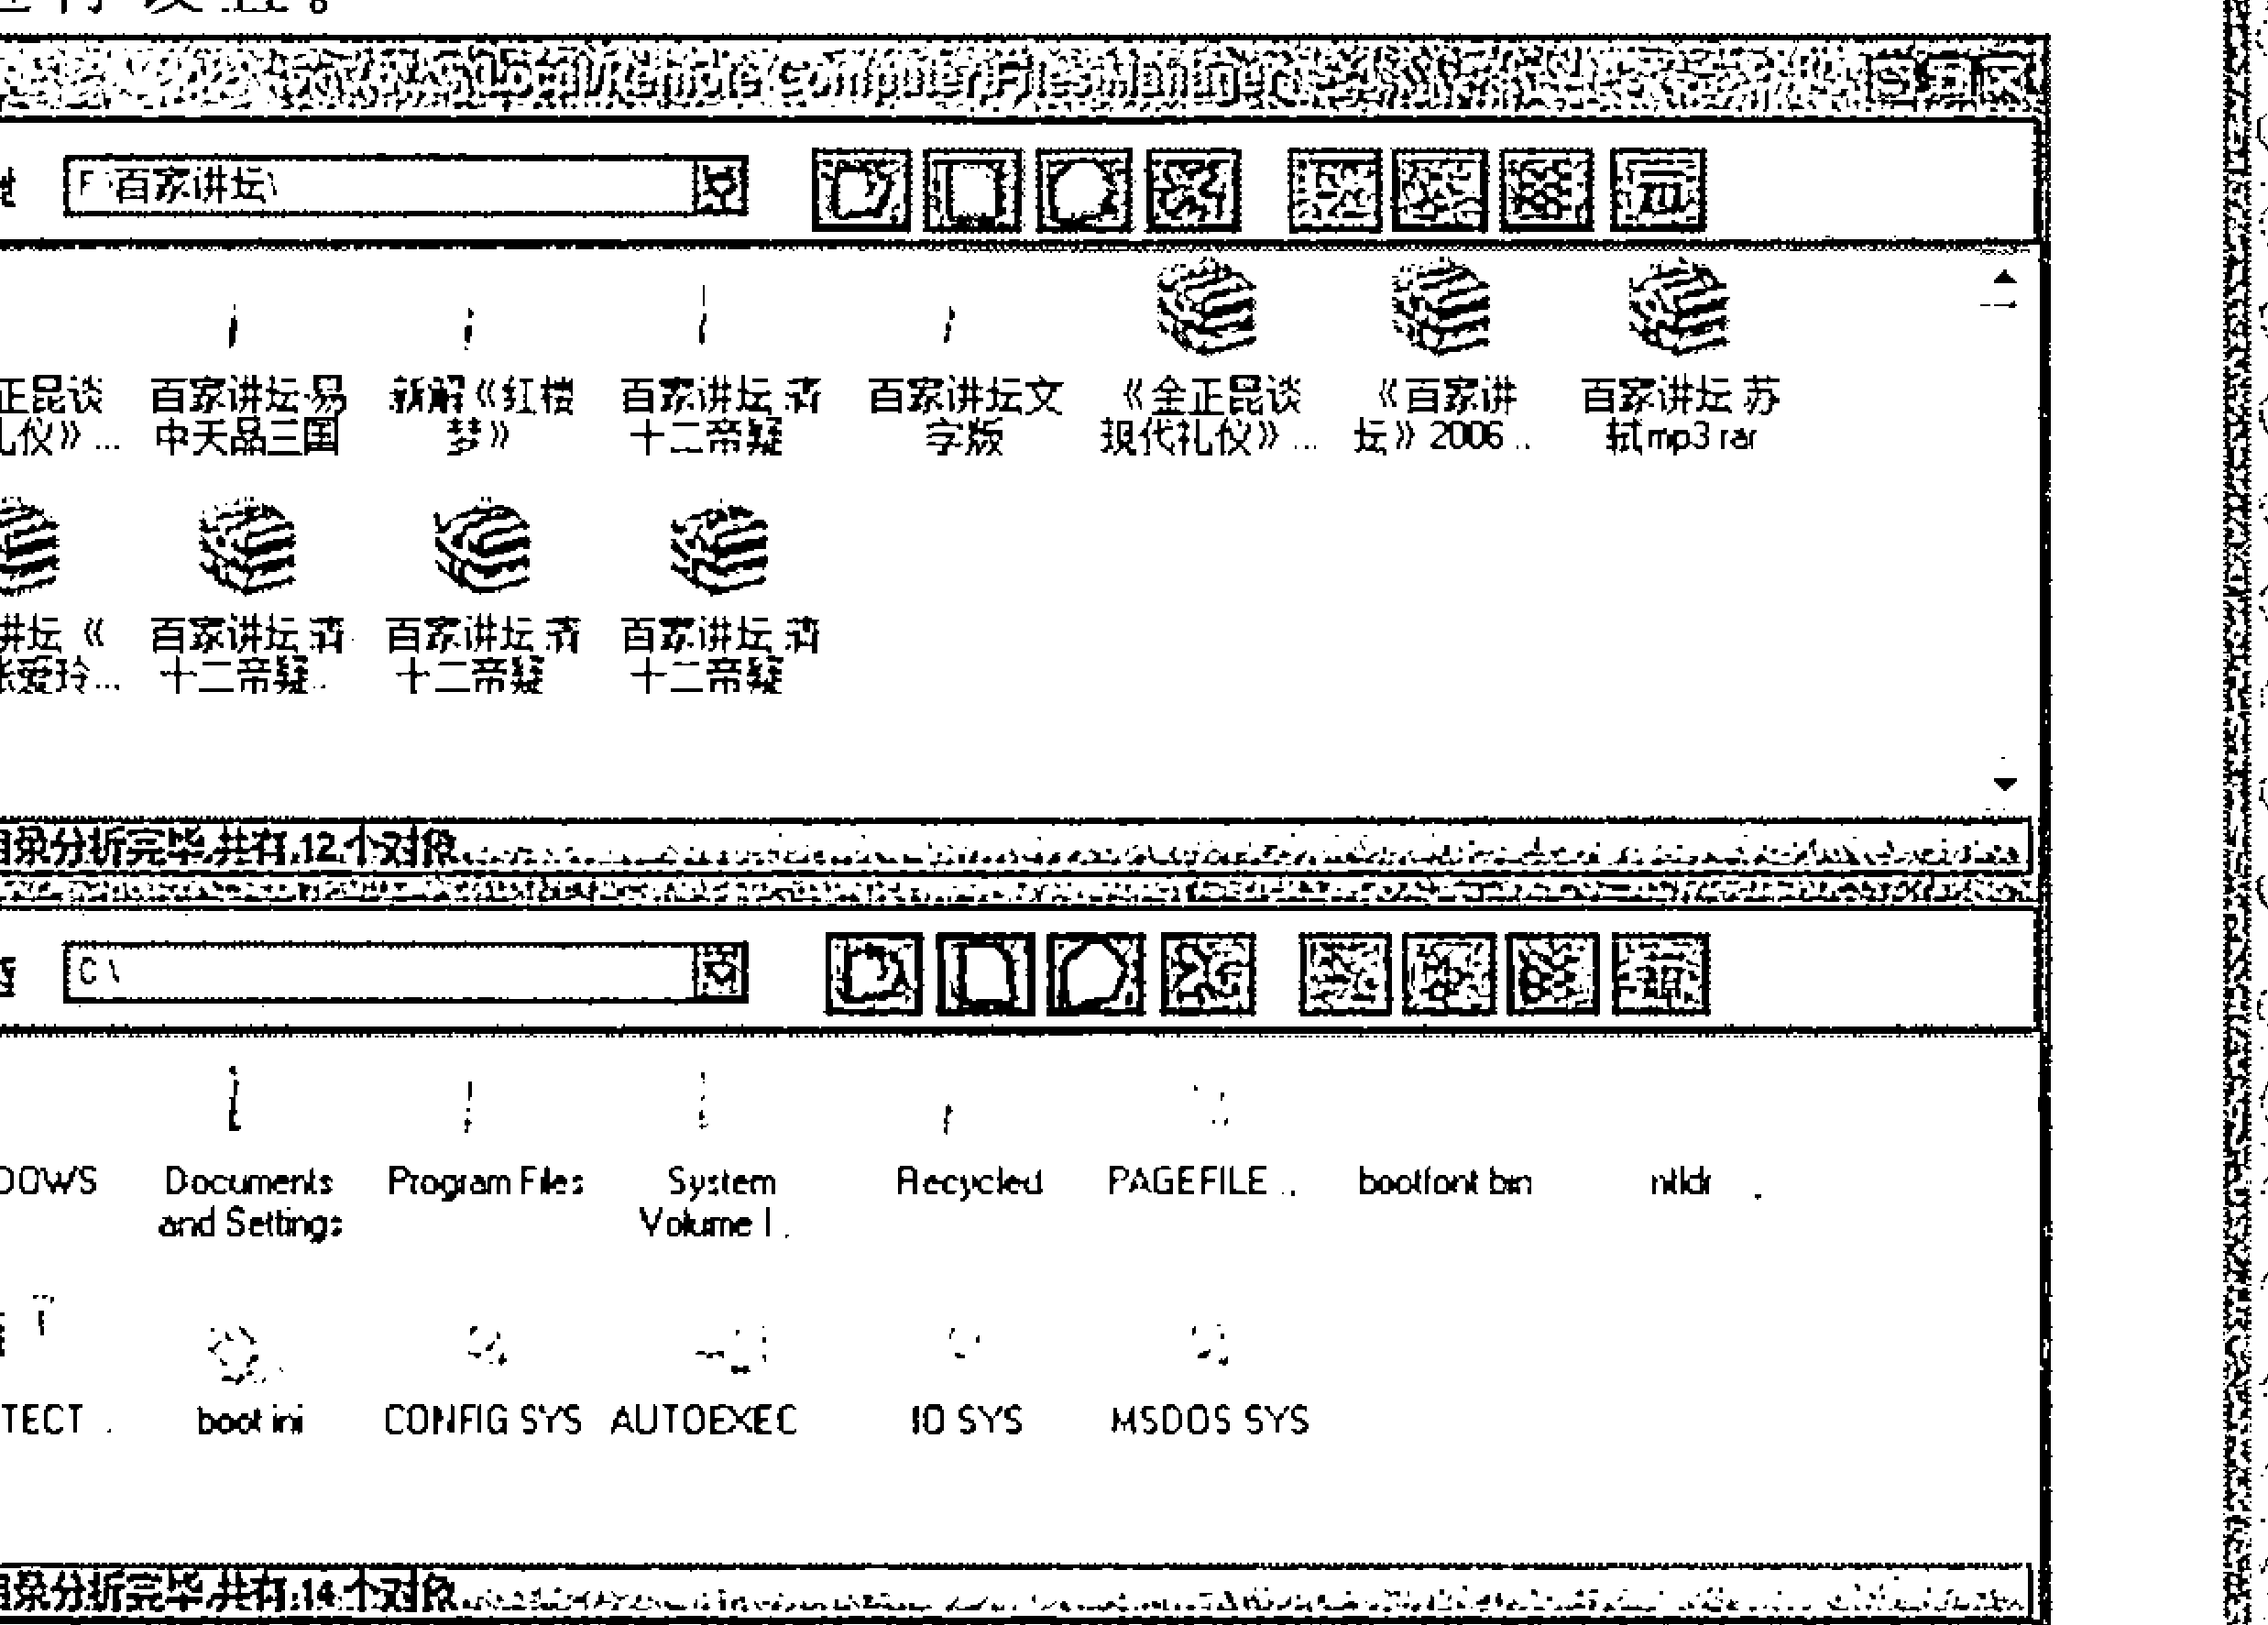 Local/Remote Computer Files Manager
F:\百家讲坛\
正昆谈 百家讲坛 易 新解《红楼 百家讲坛 清 百家讲坛文 《金正昆谈 《百家讲 百家讲坛 苏
礼仪》... 中天品三国 梦》 十二帝疑 字版 现代礼仪》... 坛》2006.. 轼mp3 rar
讲坛《 百家讲坛 清 百家讲坛 清 百家讲坛 清
张爱玲... 十二帝疑.. 十二帝疑 十二帝疑
目录分析完毕,共有 12 个对象
C \
DOWS Documents Program Files System Recycled PAGEFILE .. bootfont bin ntldr
and Settings Volume I .
TECT . boot ini CONFIG SYS AUTOEXEC IO SYS MSDOS SYS
目录分析完毕,共有 14 个对象